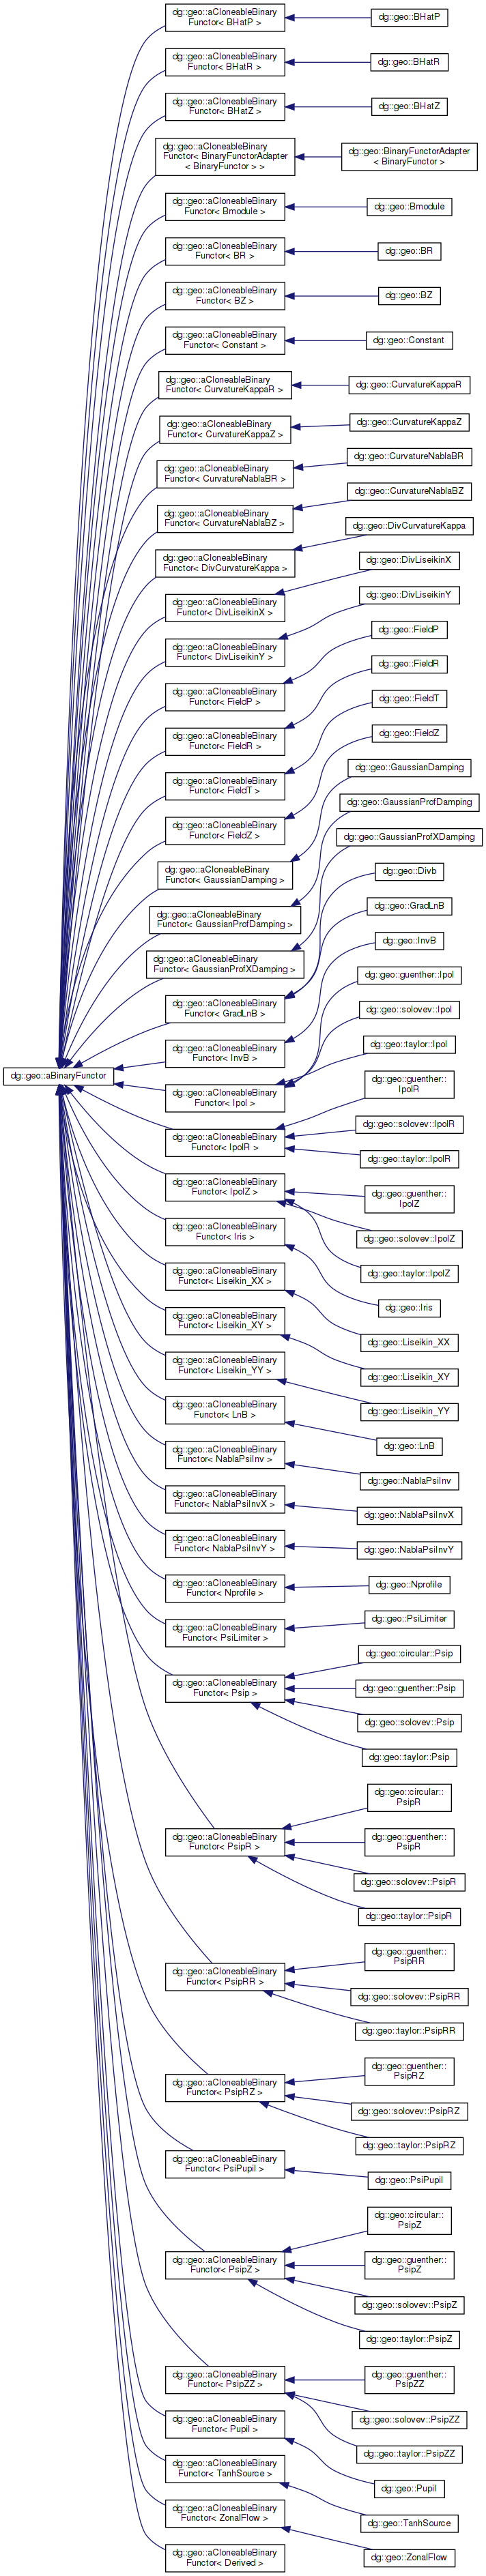 dg::geo::aBinaryFunctor
dg::geo::aCloneableBinary
Functor< BHatP >
dg::geo::aCloneableBinary
Functor< BHatR >
dg::geo::aCloneableBinary
Functor< BHatZ >
dg::geo::aCloneableBinary
Functor< BinaryFunctorAdapter
< BinaryFunctor > >
dg::geo::aCloneableBinary
Functor< Bmodule >
dg::geo::aCloneableBinary
Functor< BR >
dg::geo::aCloneableBinary
Functor< BZ >
dg::geo::aCloneableBinary
Functor< Constant >
dg::geo::aCloneableBinary
Functor< CurvatureKappaR >
dg::geo::aCloneableBinary
Functor< CurvatureKappaZ >
dg::geo::aCloneableBinary
Functor< CurvatureNablaBR >
dg::geo::aCloneableBinary
Functor< CurvatureNablaBZ >
dg::geo::aCloneableBinary
Functor< DivCurvatureKappa >
dg::geo::aCloneableBinary
Functor< DivLiseikinX >
dg::geo::aCloneableBinary
Functor< DivLiseikinY >
dg::geo::aCloneableBinary
Functor< FieldP >
dg::geo::aCloneableBinary
Functor< FieldR >
dg::geo::aCloneableBinary
Functor< FieldT >
dg::geo::aCloneableBinary
Functor< FieldZ >
dg::geo::aCloneableBinary
Functor< GaussianDamping >
dg::geo::aCloneableBinary
Functor< GaussianProfDamping >
dg::geo::aCloneableBinary
Functor< GaussianProfXDamping >
dg::geo::aCloneableBinary
Functor< GradLnB >
dg::geo::aCloneableBinary
Functor< InvB >
dg::geo::aCloneableBinary
Functor< Ipol >
dg::geo::aCloneableBinary
Functor< IpolR >
dg::geo::aCloneableBinary
Functor< IpolZ >
dg::geo::aCloneableBinary
Functor< Iris >
dg::geo::aCloneableBinary
Functor< Liseikin_XX >
dg::geo::aCloneableBinary
Functor< Liseikin_XY >
dg::geo::aCloneableBinary
Functor< Liseikin_YY >
dg::geo::aCloneableBinary
Functor< LnB >
dg::geo::aCloneableBinary
Functor< NablaPsiInv >
dg::geo::aCloneableBinary
Functor< NablaPsiInvX >
dg::geo::aCloneableBinary
Functor< NablaPsiInvY >
dg::geo::aCloneableBinary
Functor< Nprofile >
dg::geo::aCloneableBinary
Functor< PsiLimiter >
dg::geo::aCloneableBinary
Functor< Psip >
dg::geo::aCloneableBinary
Functor< PsipR >
dg::geo::aCloneableBinary
Functor< PsipRR >
dg::geo::aCloneableBinary
Functor< PsipRZ >
dg::geo::aCloneableBinary
Functor< PsiPupil >
dg::geo::aCloneableBinary
Functor< PsipZ >
dg::geo::aCloneableBinary
Functor< PsipZZ >
dg::geo::aCloneableBinary
Functor< Pupil >
dg::geo::aCloneableBinary
Functor< TanhSource >
dg::geo::aCloneableBinary
Functor< ZonalFlow >
dg::geo::aCloneableBinary
Functor< Derived >
dg::geo::BHatP
dg::geo::BHatR
dg::geo::BHatZ
dg::geo::BinaryFunctorAdapter
< BinaryFunctor >
dg::geo::Bmodule
dg::geo::BR
dg::geo::BZ
dg::geo::Constant
dg::geo::CurvatureKappaR
dg::geo::CurvatureKappaZ
dg::geo::CurvatureNablaBR
dg::geo::CurvatureNablaBZ
dg::geo::DivCurvatureKappa
dg::geo::DivLiseikinX
dg::geo::DivLiseikinY
dg::geo::FieldP
dg::geo::FieldR
dg::geo::FieldT
dg::geo::FieldZ
dg::geo::GaussianDamping
dg::geo::GaussianProfDamping
dg::geo::GaussianProfXDamping
dg::geo::Divb
dg::geo::GradLnB
dg::geo::InvB
dg::geo::guenther::Ipol
dg::geo::solovev::Ipol
dg::geo::taylor::Ipol
dg::geo::guenther::
IpolR
dg::geo::solovev::IpolR
dg::geo::taylor::IpolR
dg::geo::guenther::
IpolZ
dg::geo::solovev::IpolZ
dg::geo::taylor::IpolZ
dg::geo::Iris
dg::geo::Liseikin_XX
dg::geo::Liseikin_XY
dg::geo::Liseikin_YY
dg::geo::LnB
dg::geo::NablaPsiInv
dg::geo::NablaPsiInvX
dg::geo::NablaPsiInvY
dg::geo::Nprofile
dg::geo::PsiLimiter
dg::geo::circular::Psip
dg::geo::guenther::Psip
dg::geo::solovev::Psip
dg::geo::taylor::Psip
dg::geo::circular::
PsipR
dg::geo::guenther::
PsipR
dg::geo::solovev::PsipR
dg::geo::taylor::PsipR
dg::geo::guenther::
PsipRR
dg::geo::solovev::PsipRR
dg::geo::taylor::PsipRR
dg::geo::guenther::
PsipRZ
dg::geo::solovev::PsipRZ
dg::geo::taylor::PsipRZ
dg::geo::PsiPupil
dg::geo::circular::
PsipZ
dg::geo::guenther::
PsipZ
dg::geo::solovev::PsipZ
dg::geo::taylor::PsipZ
dg::geo::guenther::
PsipZZ
dg::geo::solovev::PsipZZ
dg::geo::taylor::PsipZZ
dg::geo::Pupil
dg::geo::TanhSource
dg::geo::ZonalFlow